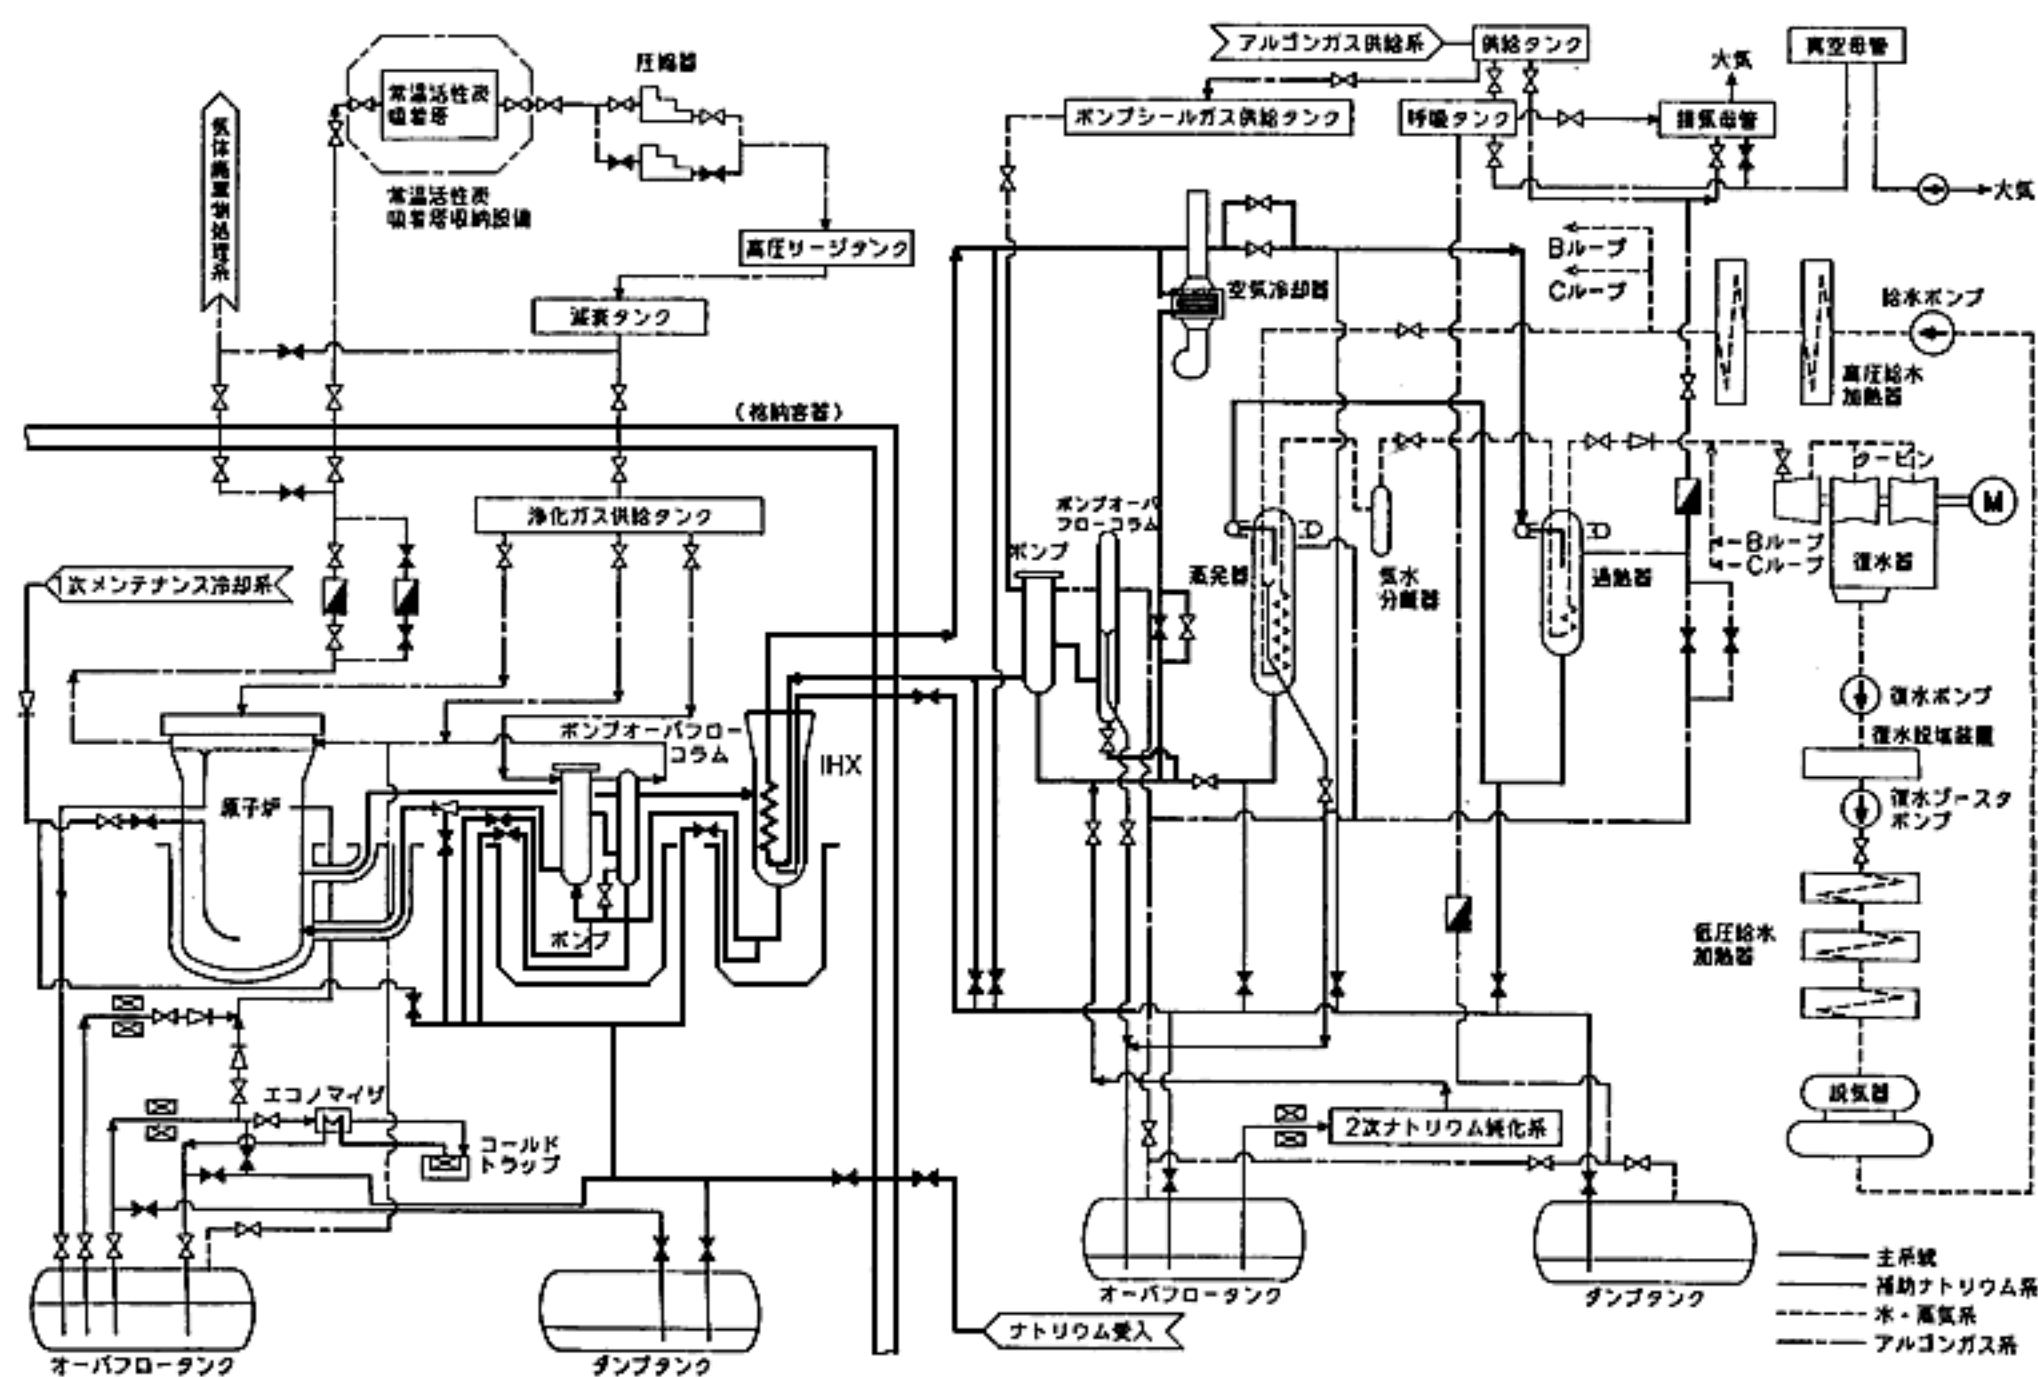 アルゴンガス供給系
供給タンク
真空母管
大気
圧縮器
常温活性炭
吸着塔
ポンプシールガス供給タンク
呼吸タンク
排気母管
気体廃棄物処理系
常温活性炭
吸着塔収納設備
大気
高圧サージタンク
Bループ
Cループ
空気冷却器
給水ポンプ
減衰タンク
高圧給水
加熱器
(格納容器)
タービン
浄化ガス供給タンク
ポンプオーバ
フローコラム
M
ポンプ
Bループ
Cループ
復水器
1次メンテナンス冷却系
蒸発器
気水
分離器
過熱器
復水ポンプ
ポンプオーバフロー
コラム
IHX
復水脱塩装置
原子炉
復水ブースタ
ポンプ
ポンプ
低圧給水
加熱器
エコノマイザ
脱気器
コールド
トラップ
2次ナトリウム純化系
主系統
補助ナトリウム系
水・蒸気系
アルゴンガス系
オーバフロータンク
ダンプタンク
ナトリウム受入
オーバフロータンク
ダンプタンク